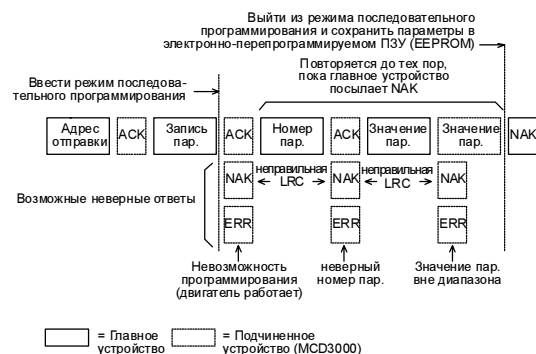 Выйти из режима последовательного
программирования и сохранить параметры в
электронно-перепрограммируемом ПЗУ (EEPROM)
Ввести режим последова-
тельного программирования
Повторяется до тех пор,
пока главное устройство
посылает NAK
Адрес
отправки
ACK
Запись
пар.
ACK
Номер
пар.
ACK
Значение
пар.
Значение
пар.
NAK
Возможные неверные ответы
NAK
неправильная
LRC
NAK
неправильная
LRC
NAK
ERR
ERR
ERR
Невозможность
программирования
(двигатель работает)
неверный
номер пар.
Значение пар.
вне диапазона
= Главное
устройство
= Подчиненное
устройство (MCD3000)